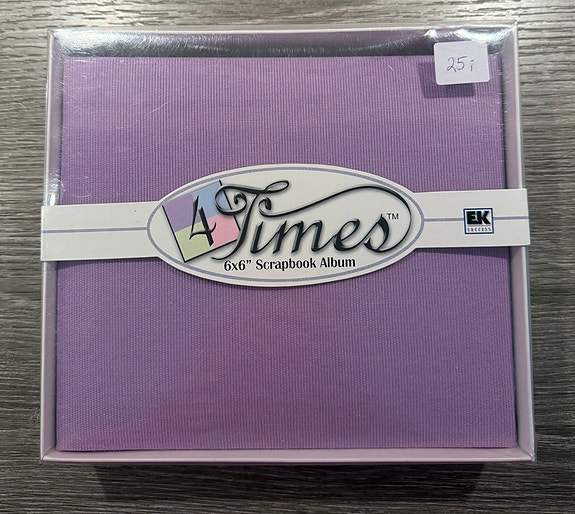 25,-
4 Times™
6x6" Scrapbook Album
EK
SUCCESS